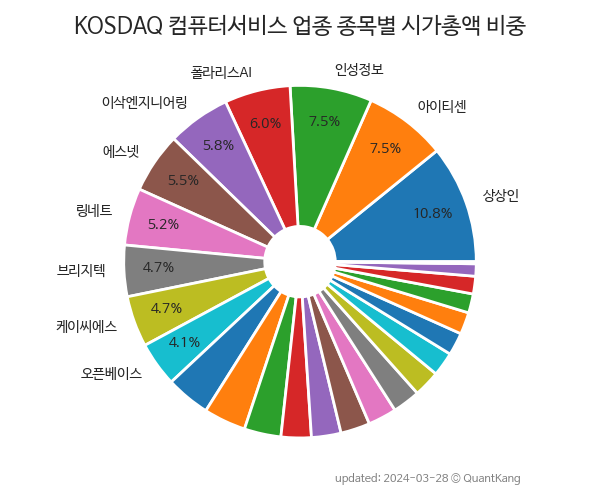 KOSDAQ 컴퓨터서비스 업종 종목별 시가총액 비중
상상인
10.8%
아이티센
7.5%
인성정보
7.5%
폴라리스AI
6.0%
이삭엔지니어링
5.8%
에스넷
5.5%
링네트
5.2%
브리지텍
4.7%
케이씨에스
4.7%
오픈베이스
4.1%
updated: 2024-03-28 ⓒ QuantKang